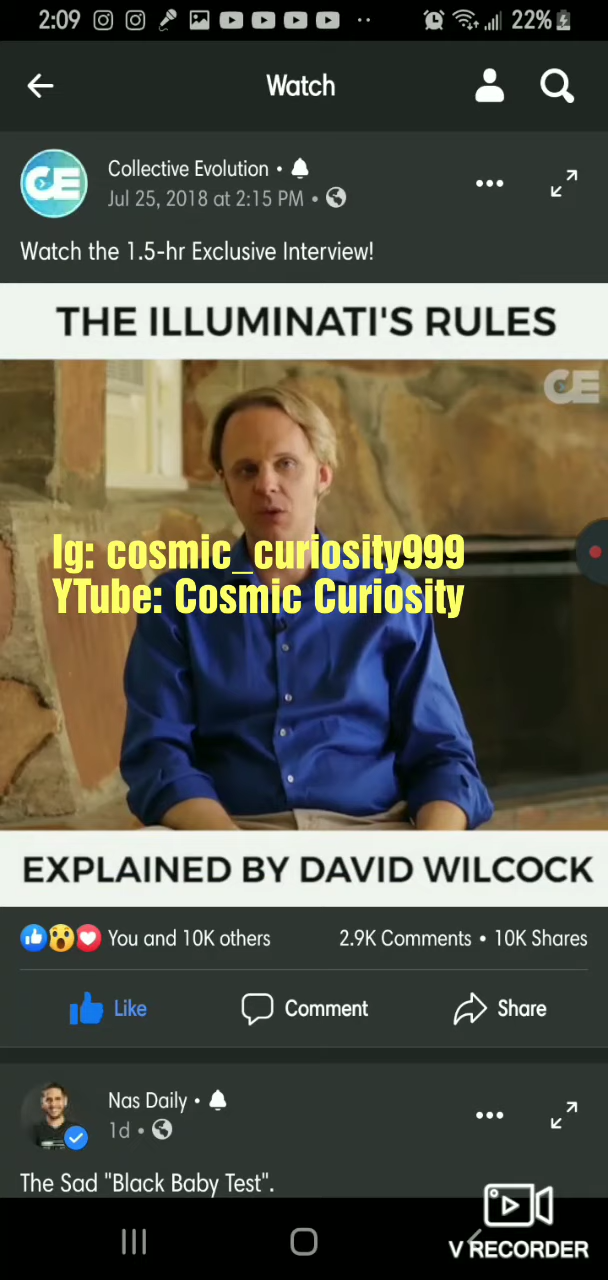 2:09
22%
Watch
CE
Collective Evolution •
Jul 25, 2018 at 2:15 PM •
Watch the 1.5-hr Exclusive Interview!
THE ILLUMINATI'S RULES
CE
Ig: cosmic_curiosity999
YTube: Cosmic Curiosity
EXPLAINED BY DAVID WILCOCK
You and 10K others
2.9K Comments • 10K Shares
Like
Comment
Share
Nas Daily •
1d •
The Sad "Black Baby Test".
V RECORDER